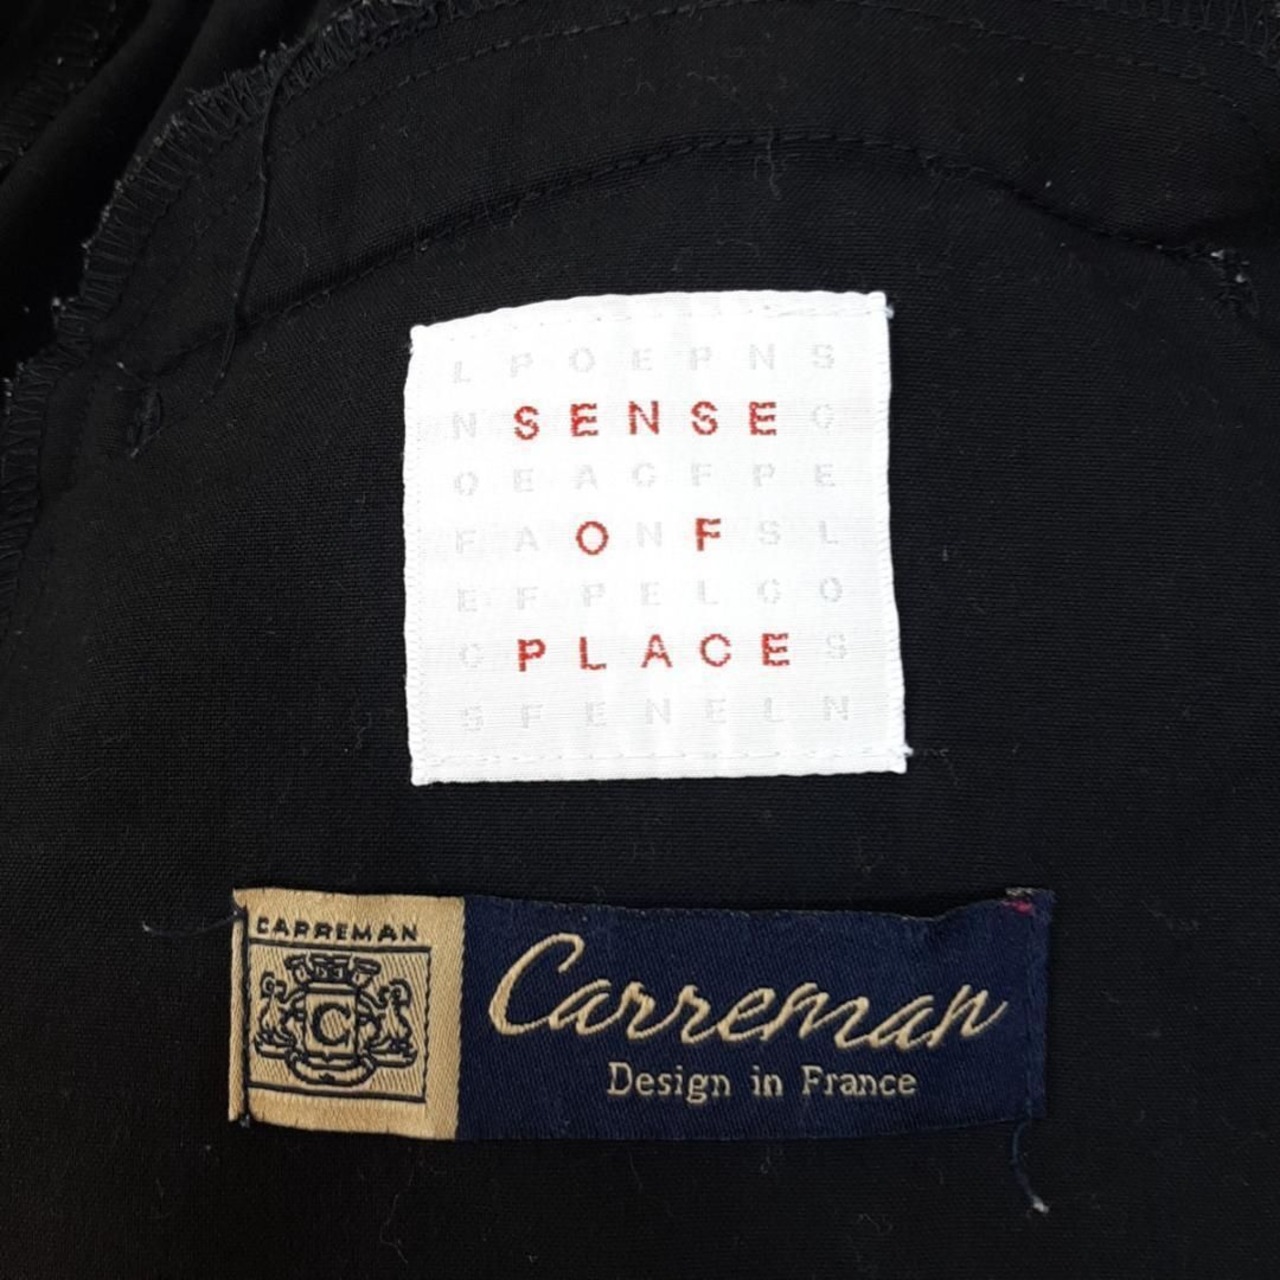 L P O E P N S
N S E N S E C
O E A C F P E
F A O N F S L
E F P E L C O
C P L A C E S
S F E N E L N
CARREMAN
C
Carreman
Design in France